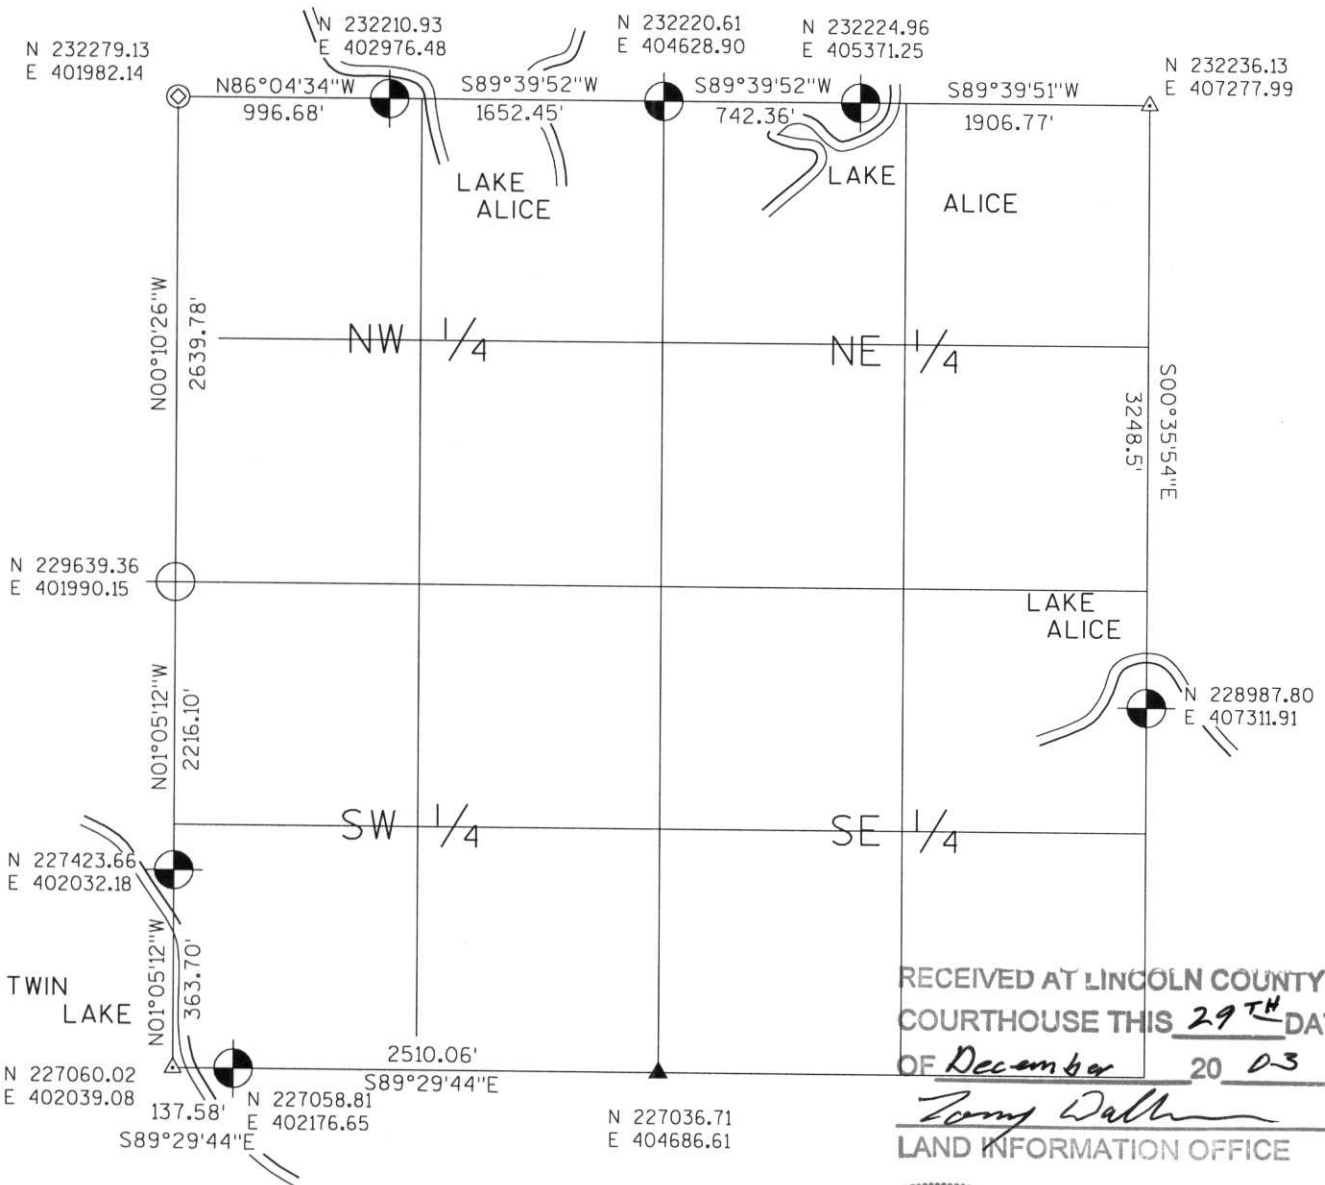 N 232279.13
E 401982.14
N 232210.93
E 402976.48
N 232220.61
E 404628.90
N 232224.96
E 405371.25
N 232236.13
E 407277.99
N86°04'34"W
996.68'
S89°39'52"W
1652.45'
S89°39'52"W
742.36'
S89°39'51"W
1906.77'
LAKE
ALICE
LAKE
ALICE
N00°10'26"W
2639.78'
NW 1/4
NE 1/4
S00°35'54"E
3248.5'
N 229639.36
E 401990.15
LAKE
ALICE
N 228987.80
E 407311.91
N01°05'12"W
2216.10'
SW 1/4
SE 1/4
N 227423.66
E 402032.18
N01°05'12"W
363.70'
TWIN
LAKE
N 227060.02
E 402039.08
137.58'
S89°29'44"E
N 227058.81
E 402176.65
2510.06'
S89°29'44"E
N 227036.71
E 404686.61
RECEIVED AT LINCOLN COUNTY
COURTHOUSE THIS 29TH DA
OF December 20 03
LAND INFORMATION OFFICE